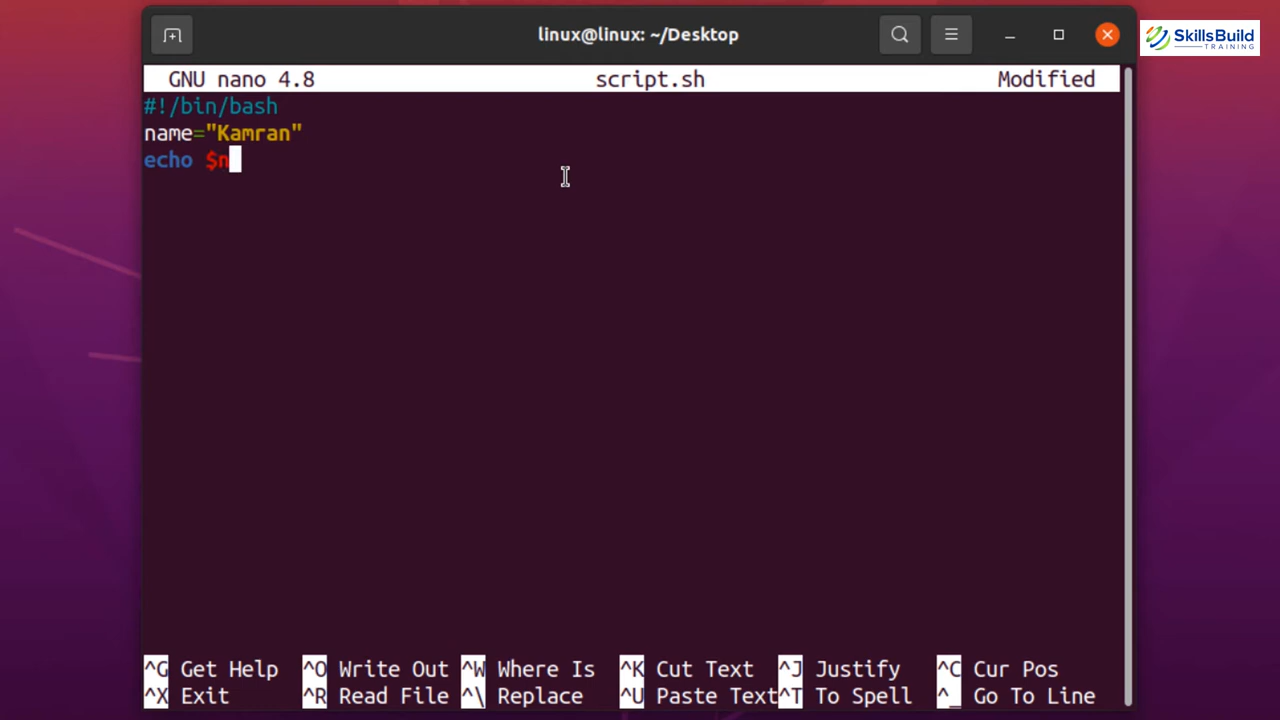 linux@linux: ~/Desktop
SkillsBuild
TRAINING
GNU nano 4.8 script.sh Modified
#!/bin/bash
name="Kamran"
echo $n
^G Get Help ^O Write Out ^W Where Is ^K Cut Text ^J Justify ^C Cur Pos
^X Exit ^R Read File ^\ Replace ^U Paste Text ^T To Spell ^_ Go To Line